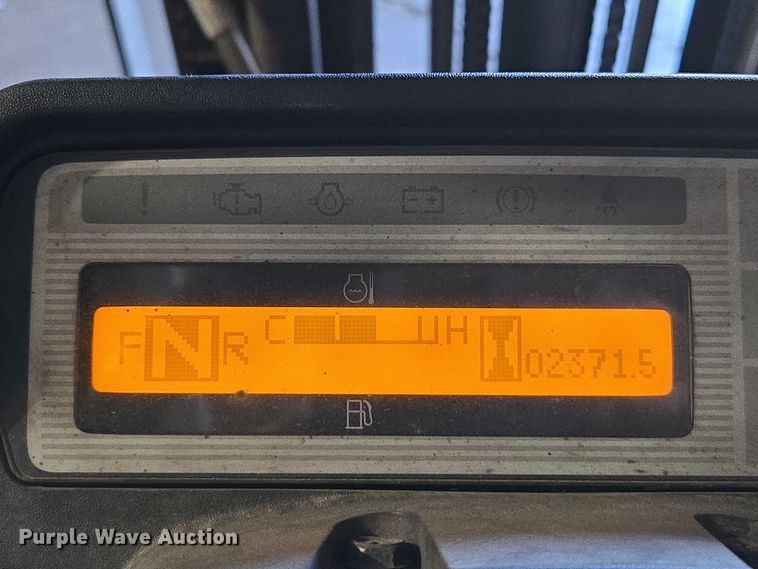 C H
F N R 02371.5
Purple Wave Auction